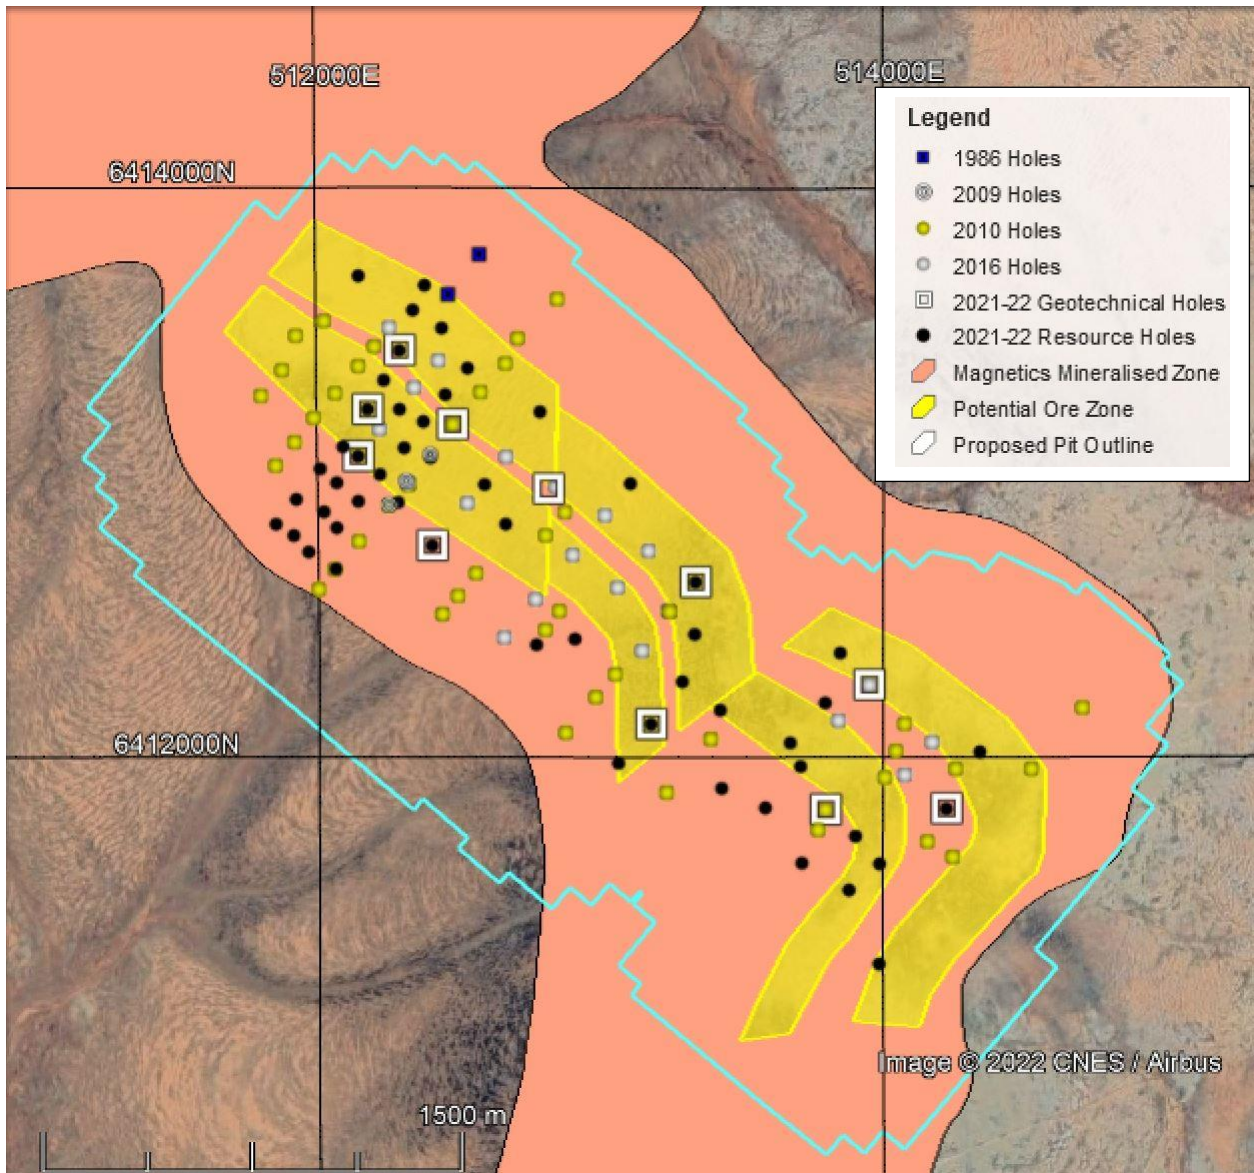 512000E
514000E
6414000N
Legend
1986 Holes
2009 Holes
2010 Holes
2016 Holes
2021-22 Geotechnical Holes
2021-22 Resource Holes
Magnetics Mineralised Zone
Potential Ore Zone
Proposed Pit Outline
6412000N
Image © 2022 CNES / Airbus
1500 m